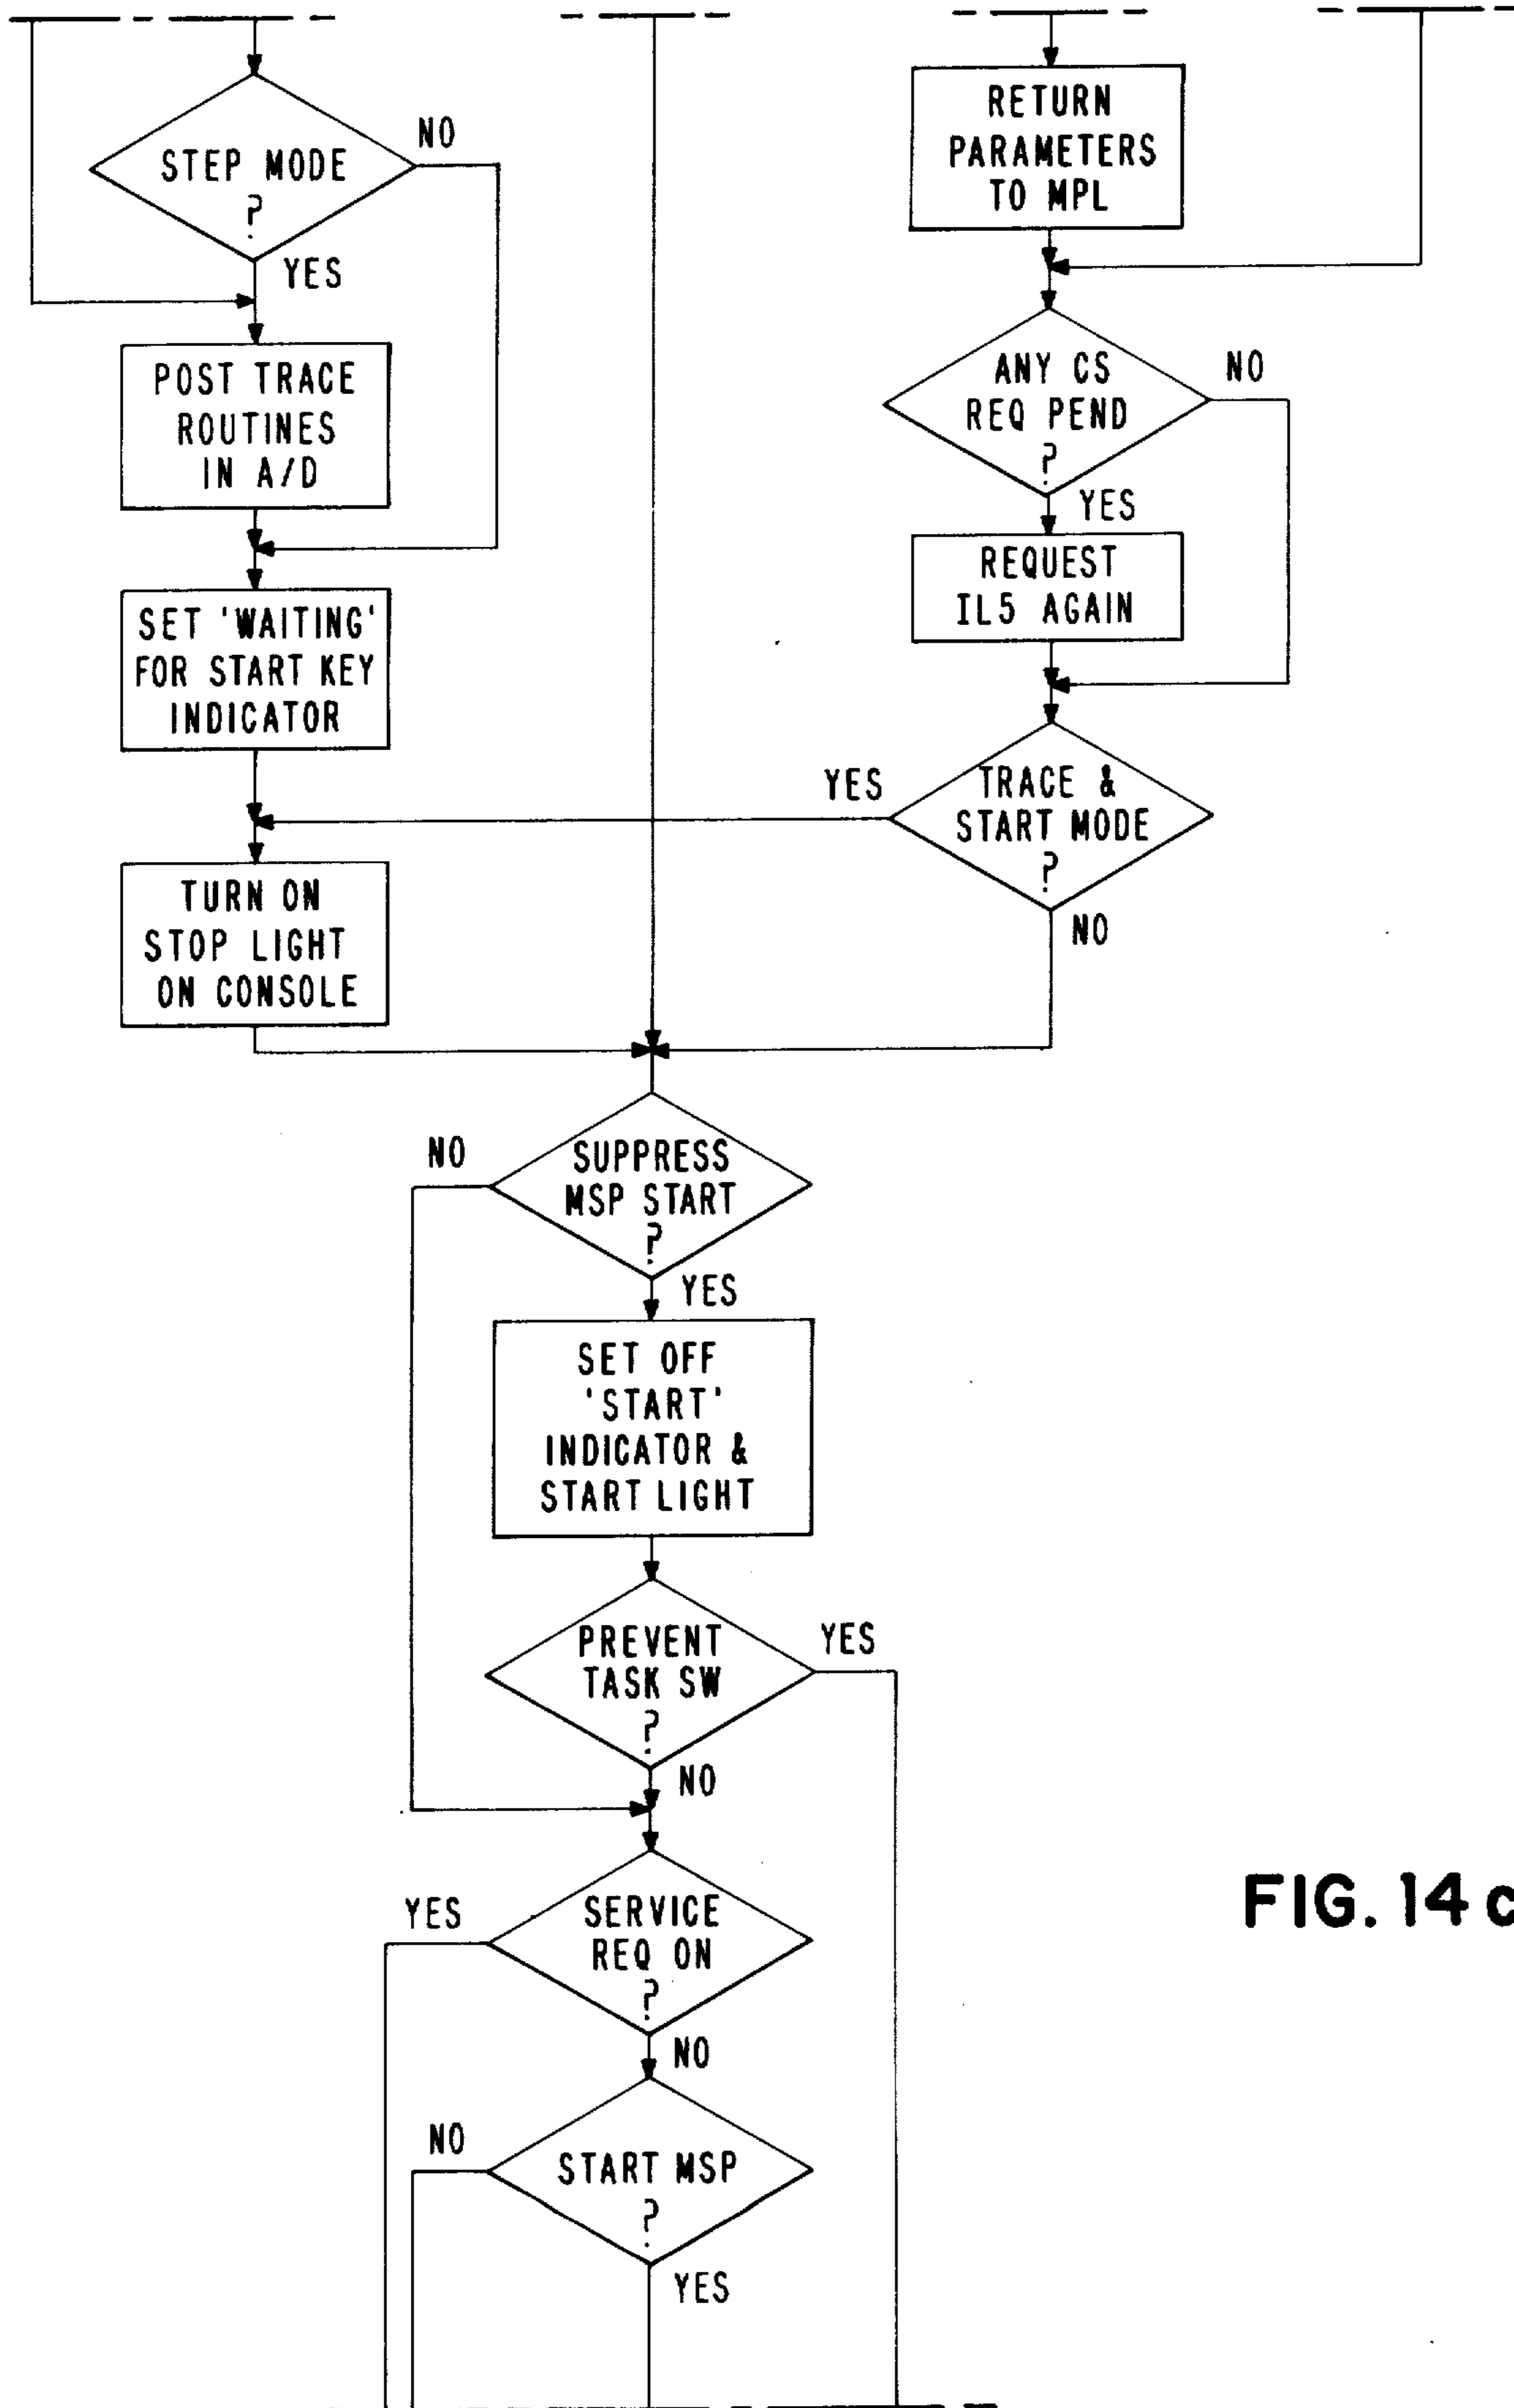 STEP MODE
?
NO
YES
POST TRACE
ROUTINES
IN A/D
SET 'WAITING'
FOR START KEY
INDICATOR
TURN ON
STOP LIGHT
ON CONSOLE
RETURN
PARAMETERS
TO MPL
ANY CS
REQ PEND
?
NO
YES
REQUEST
IL5 AGAIN
TRACE &
START MODE
?
YES
NO
SUPPRESS
MSP START
?
NO
YES
SET OFF
'START'
INDICATOR &
START LIGHT
PREVENT
TASK SW
?
YES
NO
SERVICE
REQ ON
?
YES
NO
START MSP
?
NO
YES
FIG. 14c